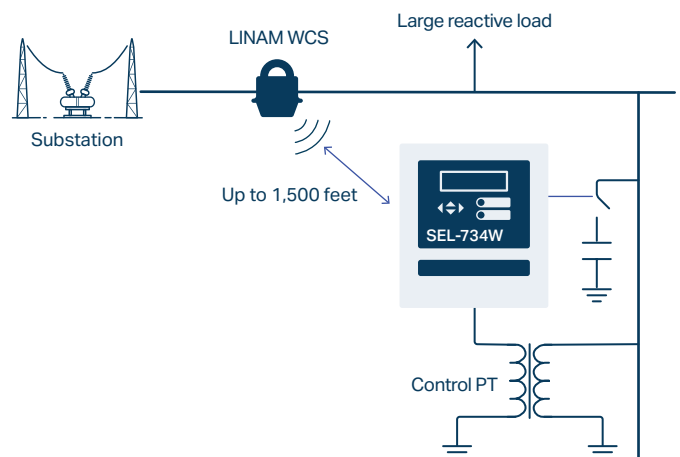 Large reactive load
LINAM WCS
Substation
Up to 1,500 feet
SEL-734W
Control PT